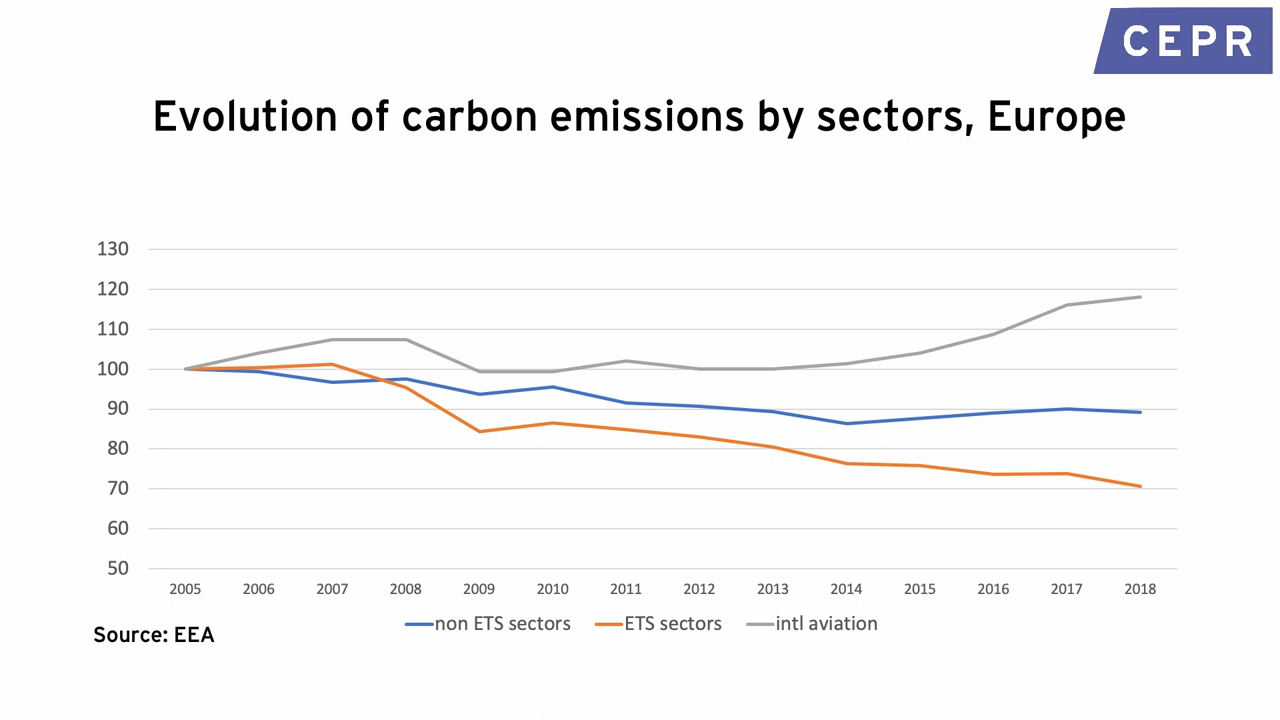 CEPR
Evolution of carbon emissions by sectors, Europe
130
120
110
100
90
80
70
60
50
2005 2006 2007 2008 2009 2010 2011 2012 2013 2014 2015 2016 2017 2018
non ETS sectors ETS sectors intl aviation
Source: EEA